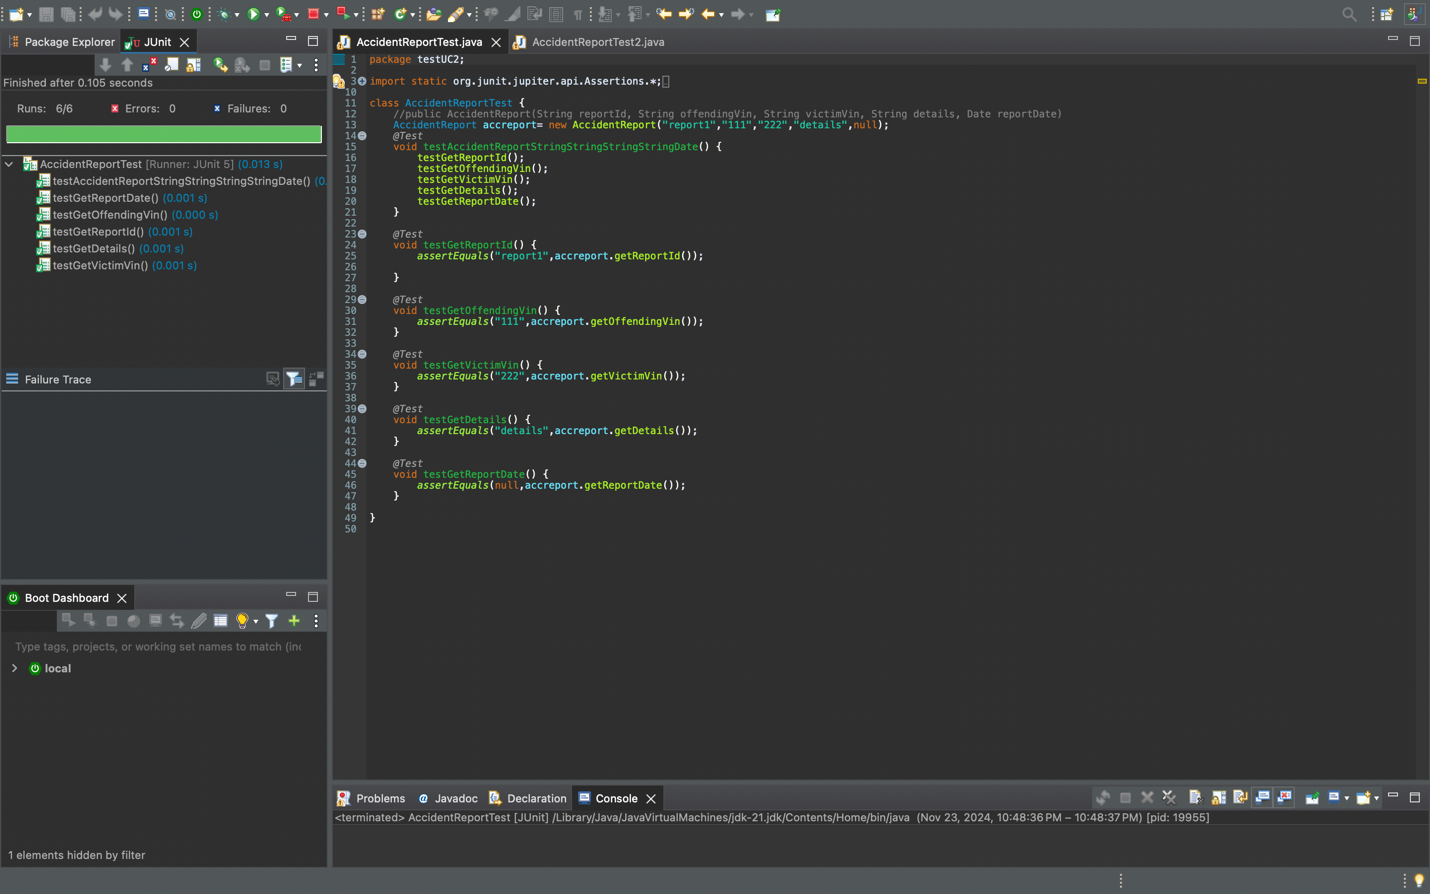 Package Explorer
JUnit
Finished after 0.105 seconds
Runs: 6/6
Errors: 0
Failures: 0
AccidentReportTest [Runner: JUnit 5] (0.013 s)
testAccidentReportStringStringStringStringDate() (0.
testGetReportDate() (0.001 s)
testGetOffendingVin() (0.000 s)
testGetReportId() (0.001 s)
testGetDetails() (0.001 s)
testGetVictimVin() (0.001 s)
Failure Trace
Boot Dashboard
Type tags, projects, or working set names to match (inc
local
1 elements hidden by filter
AccidentReportTest.java
AccidentReportTest2.java
1 package testUC2;
2
3 import static org.junit.jupiter.api.Assertions.*;
10
11 class AccidentReportTest {
12 //public AccidentReport(String reportId, String offendingVin, String victimVin, String details, Date reportDate)
13 AccidentReport accreport= new AccidentReport("report1","111","222","details",null);
14 @Test
15 void testAccidentReportStringStringStringStringDate() {
16 testGetReportId();
17 testGetOffendingVin();
18 testGetVictimVin();
19 testGetDetails();
20 testGetReportDate();
21 }
22
23 @Test
24 void testGetReportId() {
25 assertEquals("report1",accreport.getReportId());
26
27 }
28
29 @Test
30 void testGetOffendingVin() {
31 assertEquals("111",accreport.getOffendingVin());
32 }
33
34 @Test
35 void testGetVictimVin() {
36 assertEquals("222",accreport.getVictimVin());
37 }
38
39 @Test
40 void testGetDetails() {
41 assertEquals("details",accreport.getDetails());
42 }
43
44 @Test
45 void testGetReportDate() {
46 assertEquals(null,accreport.getReportDate());
47 }
48
49 }
50
Problems
@ Javadoc
Declaration
Console
<terminated> AccidentReportTest [JUnit] /Library/Java/JavaVirtualMachines/jdk-21.jdk/Contents/Home/bin/java (Nov 23, 2024, 10:48:36 PM – 10:48:37 PM) [pid: 19955]